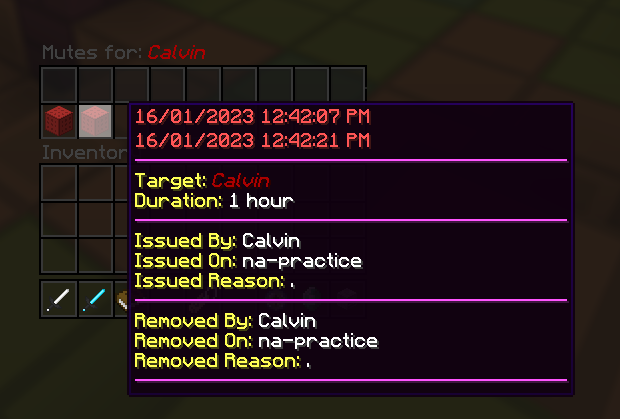 Mutes for: Calvin
16/01/2023 12:42:07 PM
16/01/2023 12:42:21 PM
Inventor
Target: Calvin
Duration: 1 hour
Issued By: Calvin
Issued On: na-practice
Issued Reason: .
Removed By: Calvin
Removed On: na-practice
Removed Reason: .